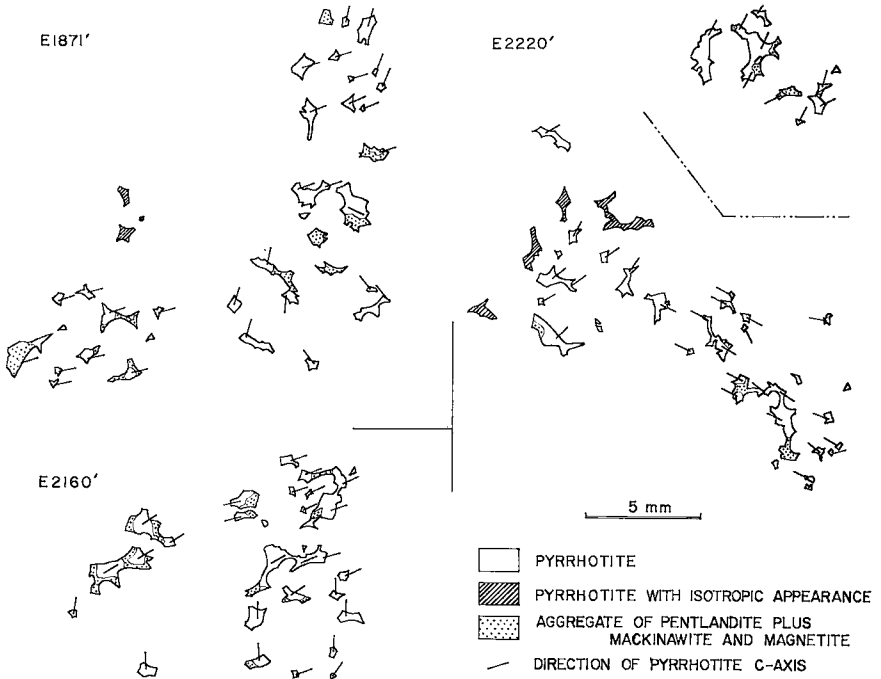 E1871′
E2220′
E2160′
5 mm
PYRRHOTITE
PYRRHOTITE WITH ISOTROPIC APPEARANCE
AGGREGATE OF PENTLANDITE PLUS
MACKINAWITE AND MAGNETITE
DIRECTION OF PYRRHOTITE C-AXIS